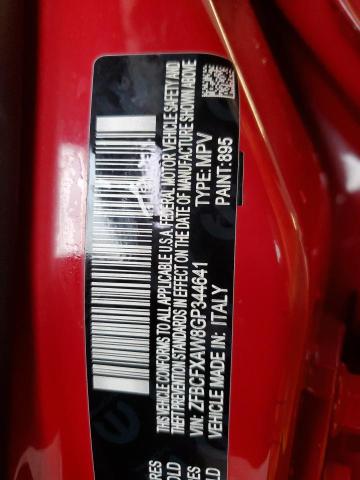 THIS VEHICLE CONFORMS TO ALL APPLICABLE U.S.A. FEDERAL MOTOR VEHICLE SAFETY AND
THEFT PREVENTION STANDARDS IN EFFECT ON THE DATE OF MANUFACTURE SHOWN ABOVE
VIN: ZFBCFXAW8GP344641 TYPE: MPV
VEHICLE MADE IN: ITALY PAINT: 895